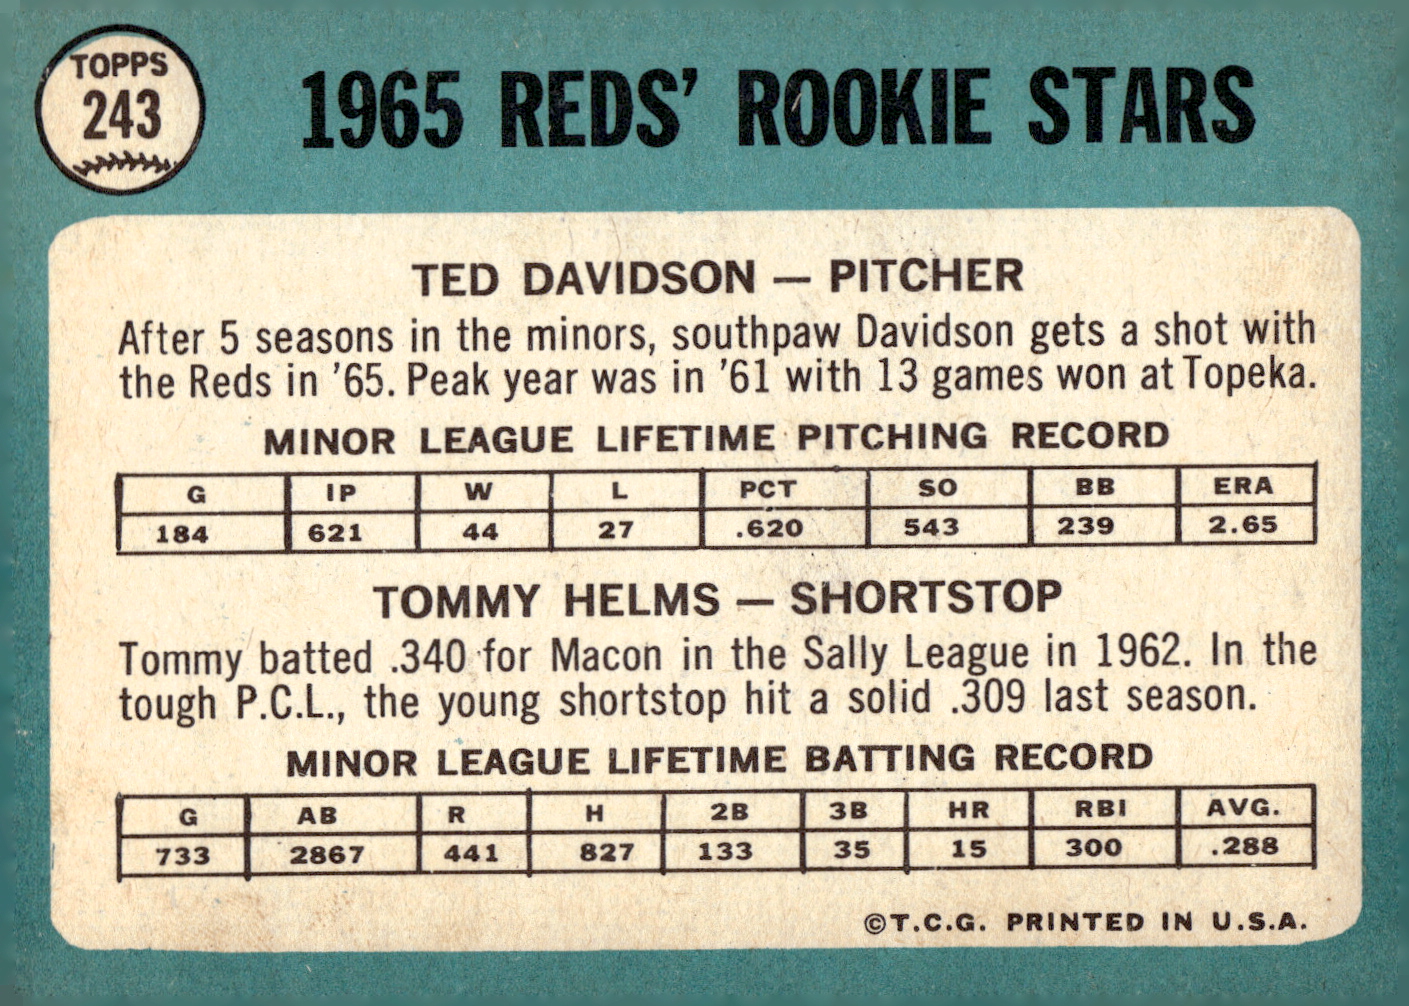 TOPPS
243
1965 REDS' ROOKIE STARS
TED DAVIDSON — PITCHER
After 5 seasons in the minors, southpaw Davidson gets a shot with
the Reds in '65. Peak year was in '61 with 13 games won at Topeka.
MINOR LEAGUE LIFETIME PITCHING RECORD
G IP W L PCT SO BB ERA
184 621 44 27 .620 543 239 2.65
TOMMY HELMS — SHORTSTOP
Tommy batted .340 for Macon in the Sally League in 1962. In the
tough P.C.L., the young shortstop hit a solid .309 last season.
MINOR LEAGUE LIFETIME BATTING RECORD
G AB R H 2B 3B HR RBI AVG.
733 2867 441 827 133 35 15 300 .288
©T.C.G. PRINTED IN U.S.A.